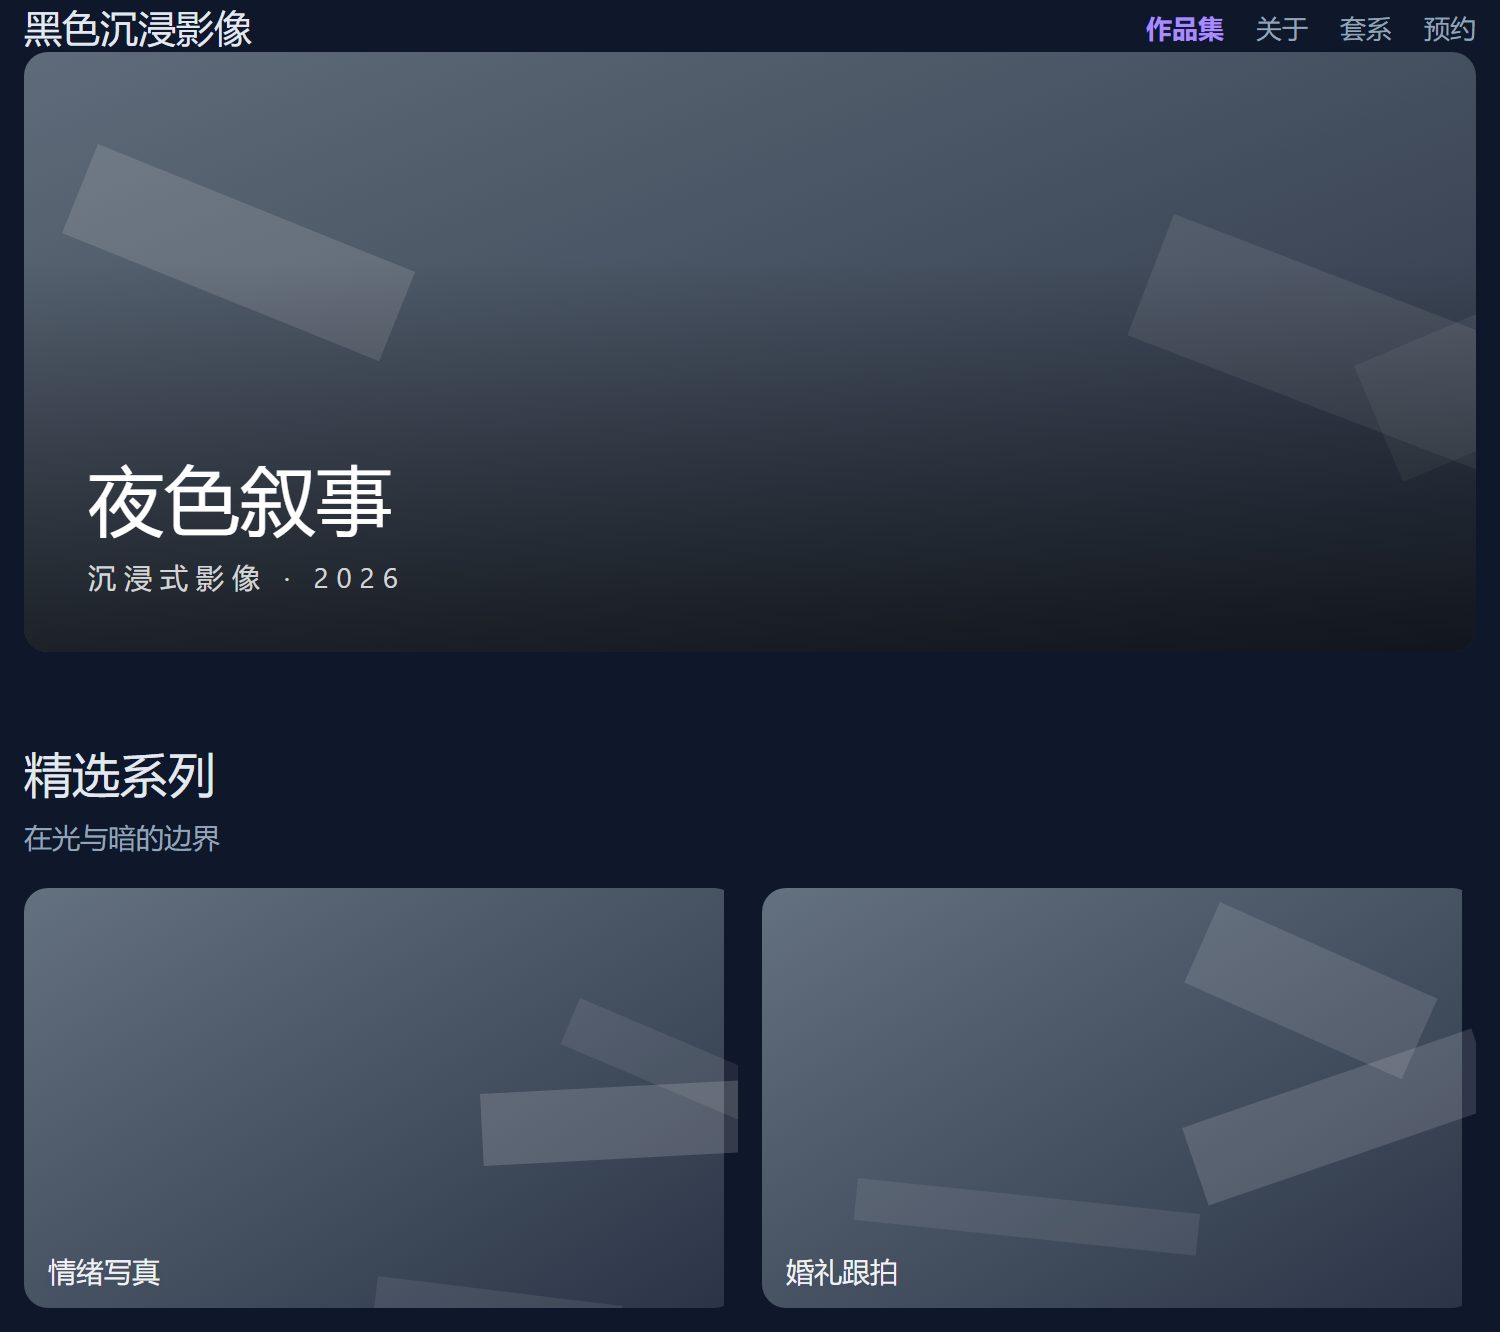 黑色沉浸影像
作品集 关于 套系 预约
夜色叙事
沉浸式影像 · 2026
精选系列
在光与暗的边界
情绪写真
婚礼跟拍